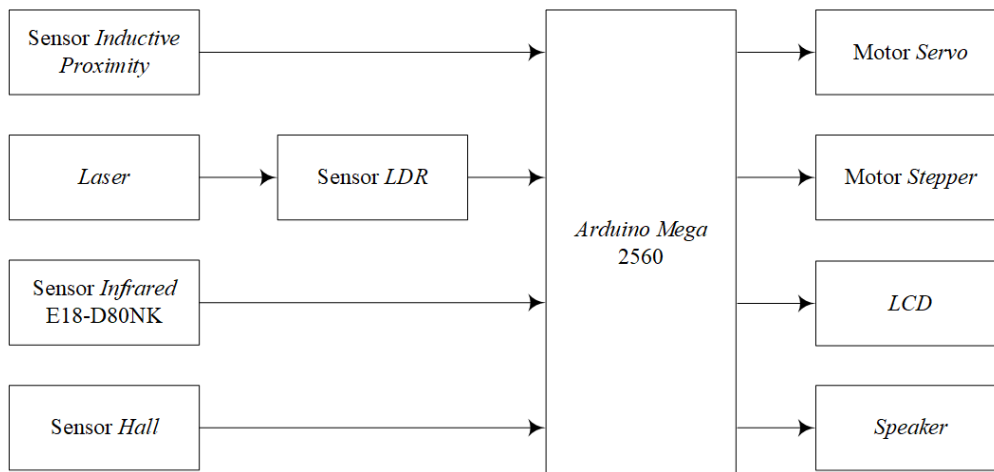 Sensor Inductive
Proximity
Motor Servo
Laser
Sensor LDR
Motor Stepper
Arduino Mega
2560
Sensor Infrared
E18-D80NK
LCD
Sensor Hall
Speaker